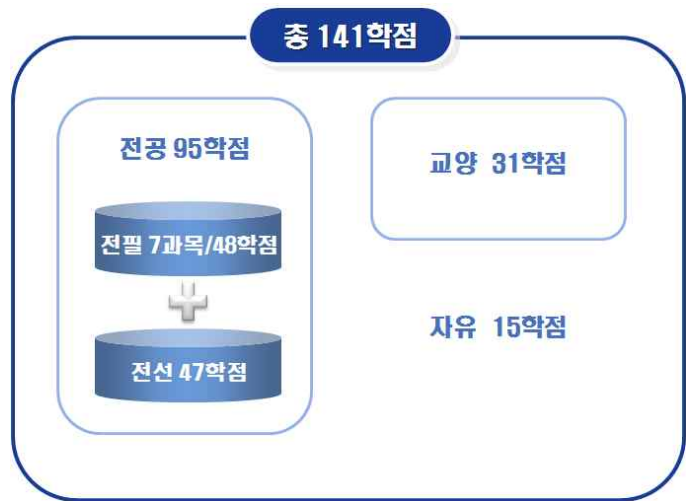 총 141학점
전공 95학점
전필 7과목/48학점
전선 47학점
교양 31학점
자유 15학점